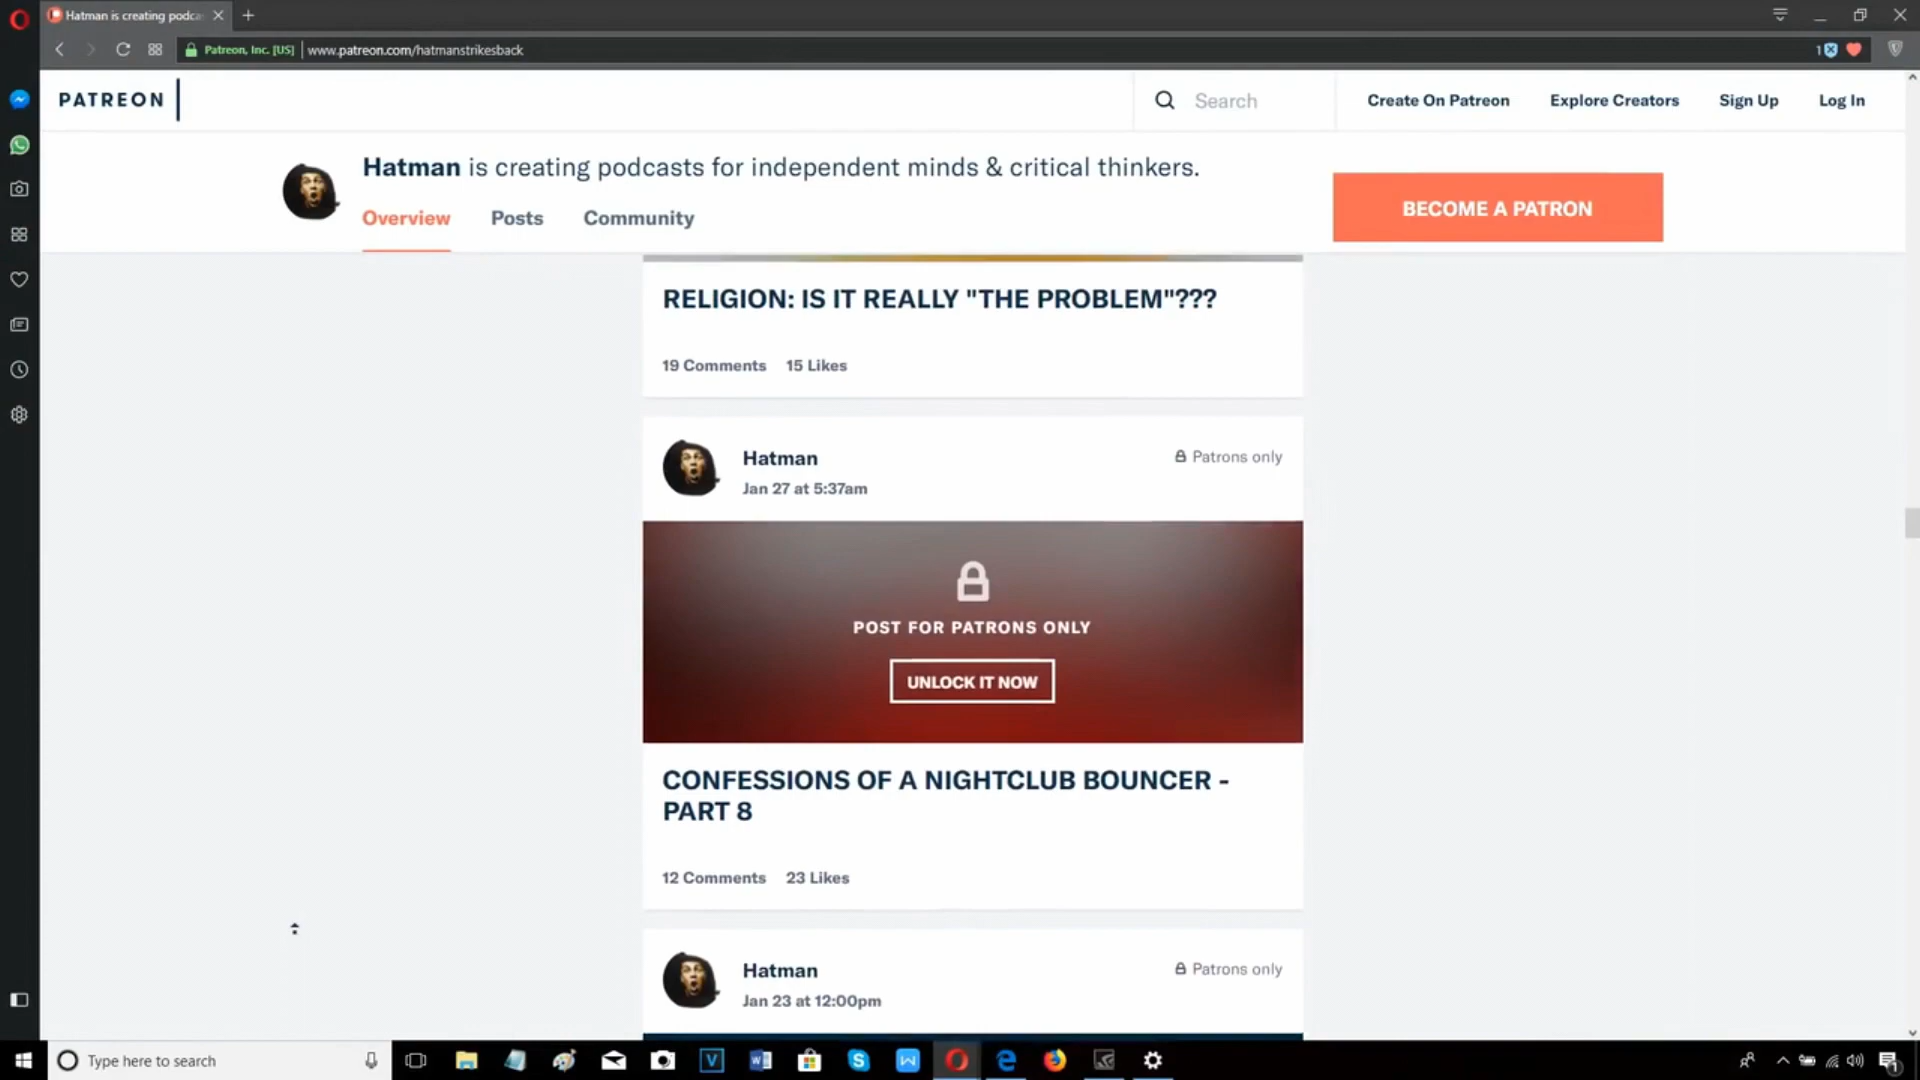 Hatman is creating podca
Patreon, Inc. [US]
www.patreon.com/hatmanstrikesback
1
PATREON
Search
Create On Patreon
Explore Creators
Sign Up
Log In
Hatman is creating podcasts for independent minds & critical thinkers.
BECOME A PATRON
Overview
Posts
Community
RELIGION: IS IT REALLY "THE PROBLEM"???
19 Comments 15 Likes
Hatman
Patrons only
Jan 27 at 5:37am
POST FOR PATRONS ONLY
UNLOCK IT NOW
CONFESSIONS OF A NIGHTCLUB BOUNCER -
PART 8
12 Comments 23 Likes
Hatman
Patrons only
Jan 23 at 12:00pm
Type here to search